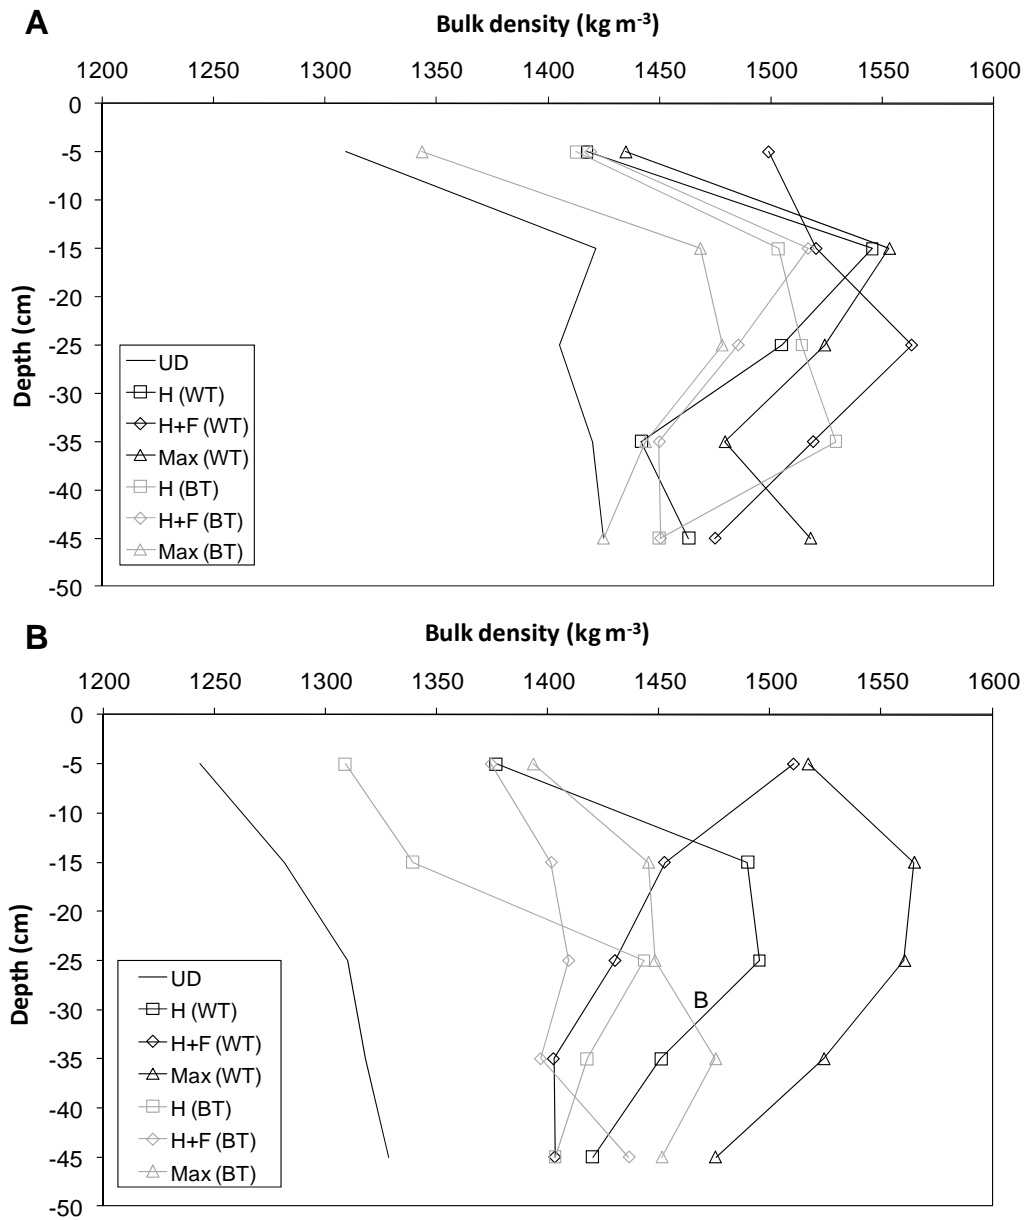 A
Bulk density (kg m-3)
1200 1250 1300 1350 1400 1450 1500 1550 1600
0
-5
-10
-15
-20
-25
-30
-35
-40
-45
-50
Depth (cm)
UD
H (WT)
H+F (WT)
Max (WT)
H (BT)
H+F (BT)
Max (BT)
B
Bulk density (kg m-3)
1200 1250 1300 1350 1400 1450 1500 1550 1600
0
-5
-10
-15
-20
-25
-30
-35
-40
-45
-50
Depth (cm)
B
UD
H (WT)
H+F (WT)
Max (WT)
H (BT)
H+F (BT)
Max (BT)